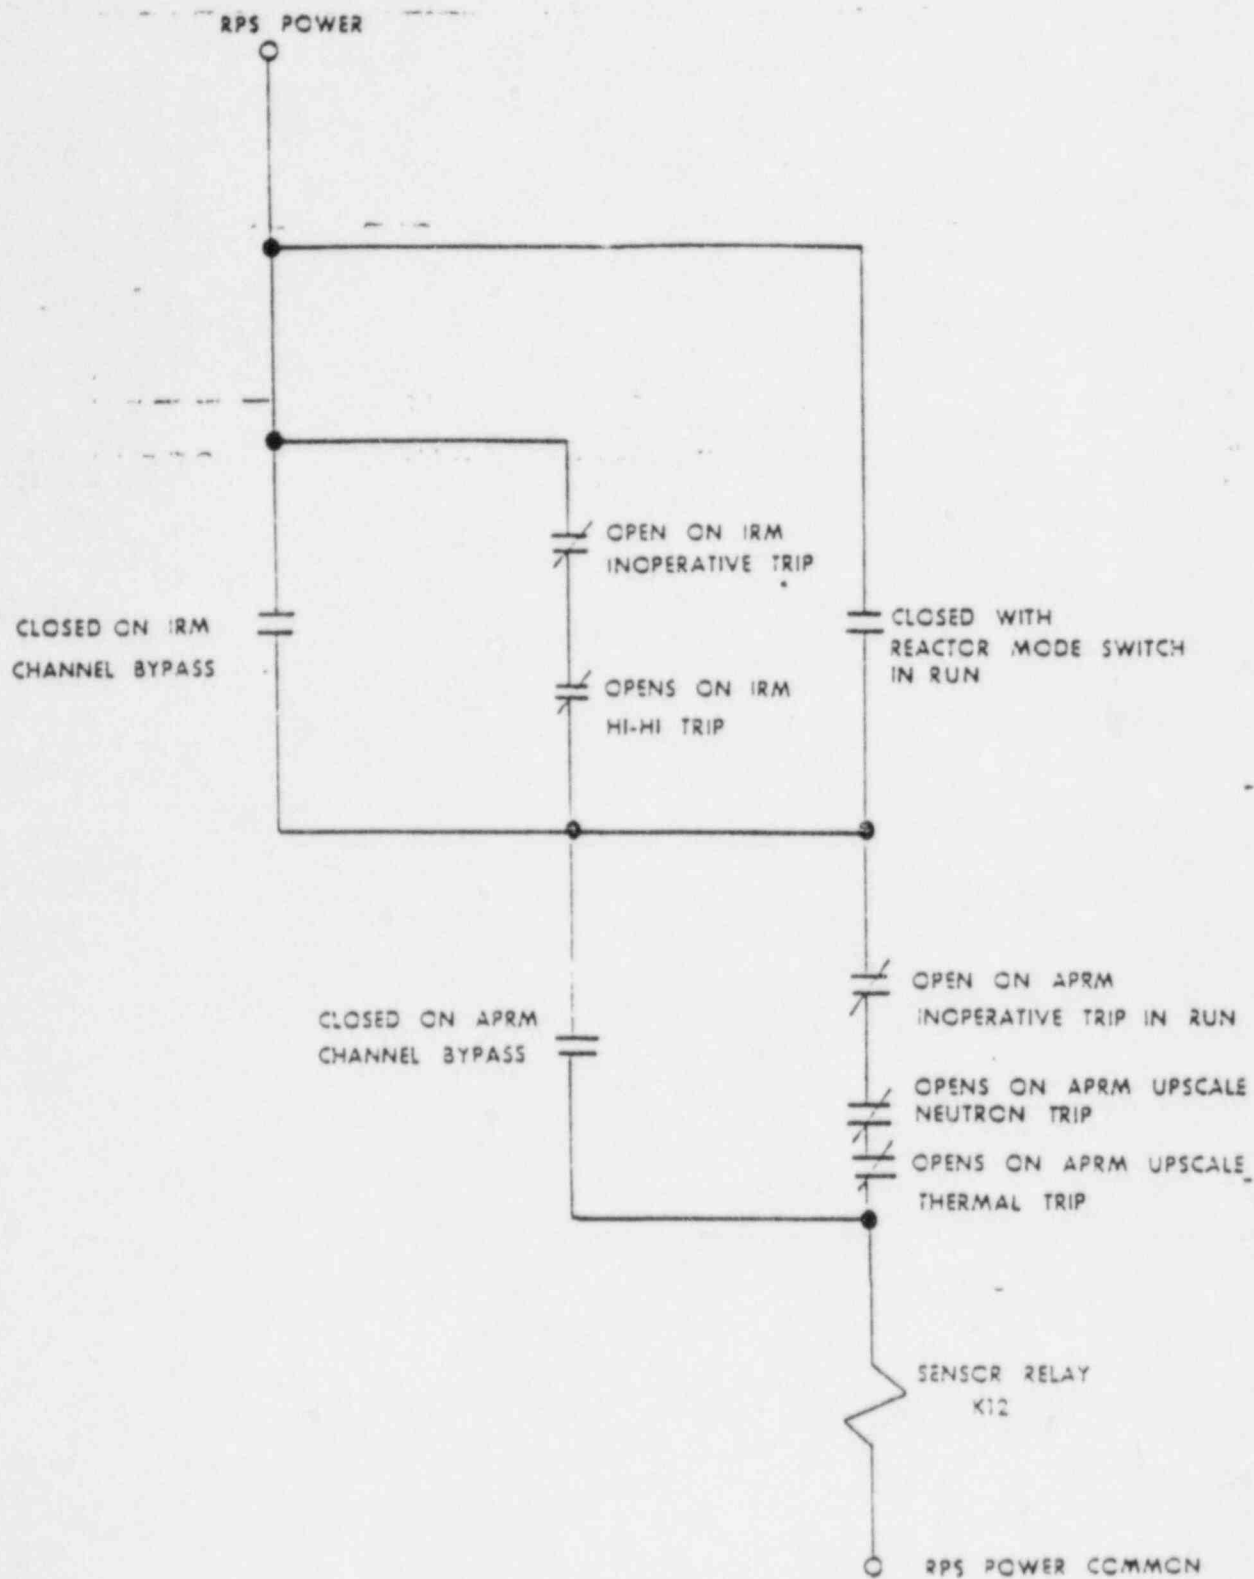 RPS POWER
OPEN ON IRM
INOPERATIVE TRIP
CLOSED ON IRM
CHANNEL BYPASS
CLOSED WITH
REACTOR MODE SWITCH
IN RUN
OPENS ON IRM
HI-HI TRIP
OPEN ON APRM
INOPERATIVE TRIP IN RUN
CLOSED ON APRM
CHANNEL BYPASS
OPENS ON APRM UPSCALE
NEUTRON TRIP
OPENS ON APRM UPSCALE
THERMAL TRIP
SENSOR RELAY
K12
RPS POWER COMMON